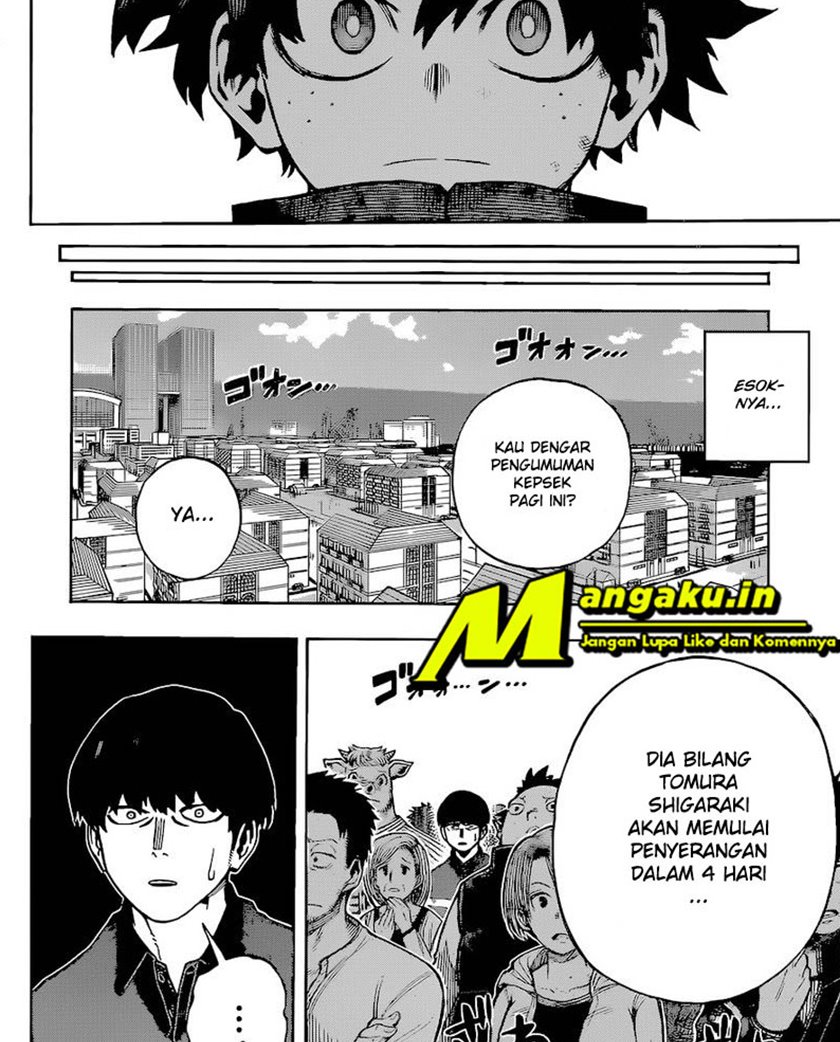 ゴォオン…
ゴオォン…
ESOK-
NYA...
KAU DENGAR
PENGUMUMAN
KEPSEK
PAGI INI?
YA...
Mangaku.in
Jangan Lupa Like dan Komennya
ゴオォ…ン…
DIA BILANG
TOMURA
SHIGARAKI
AKAN MEMULAI
PENYERANGAN
DALAM 4 HARI
...
...